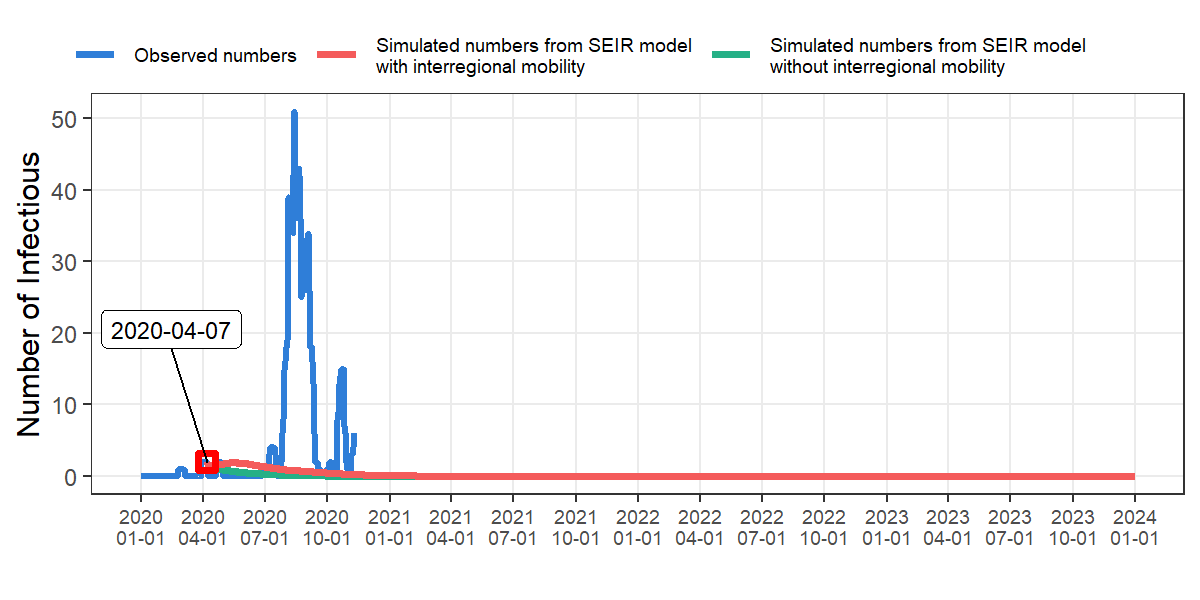 Observed numbers
Simulated numbers from SEIR model
with interregional mobility
Simulated numbers from SEIR model
without interregional mobility
Number of Infectious
50
40
30
20
10
0
2020-04-07
2020 2020 2020 2020 2021 2021 2021 2021 2022 2022 2022 2022 2023 2023 2023 2023 2024
01-01 04-01 07-01 10-01 01-01 04-01 07-01 10-01 01-01 04-01 07-01 10-01 01-01 04-01 07-01 10-01 01-01